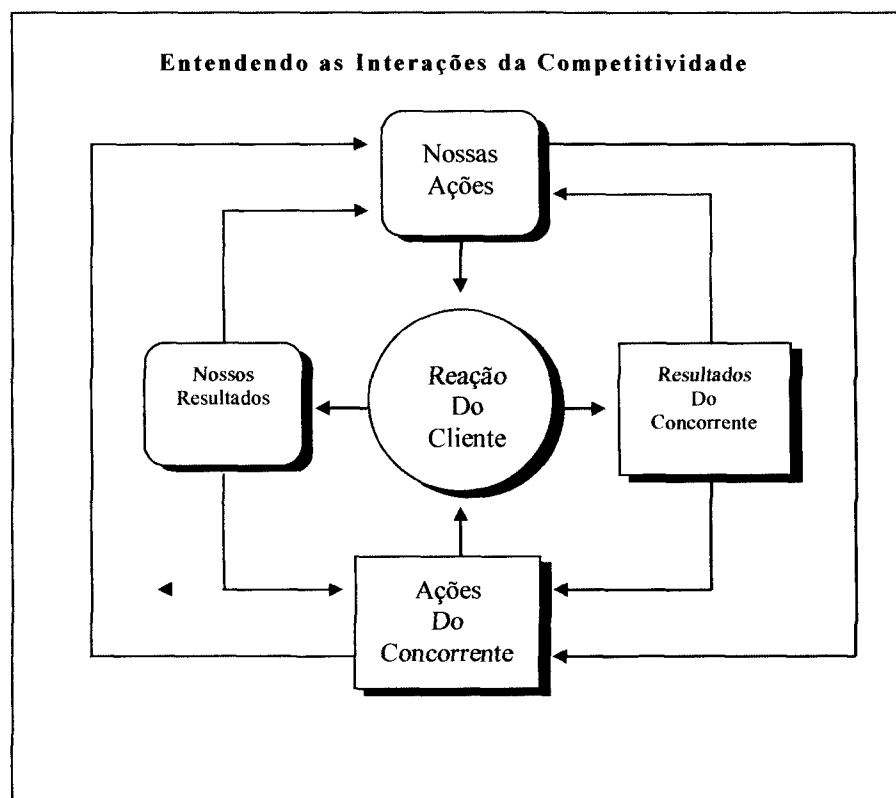 Entendendo as Interações da Competitividade
Nossas
Ações
Nossos
Resultados
Reação
Do
Cliente
Resultados
Do
Concorrente
Ações
Do
Concorrente